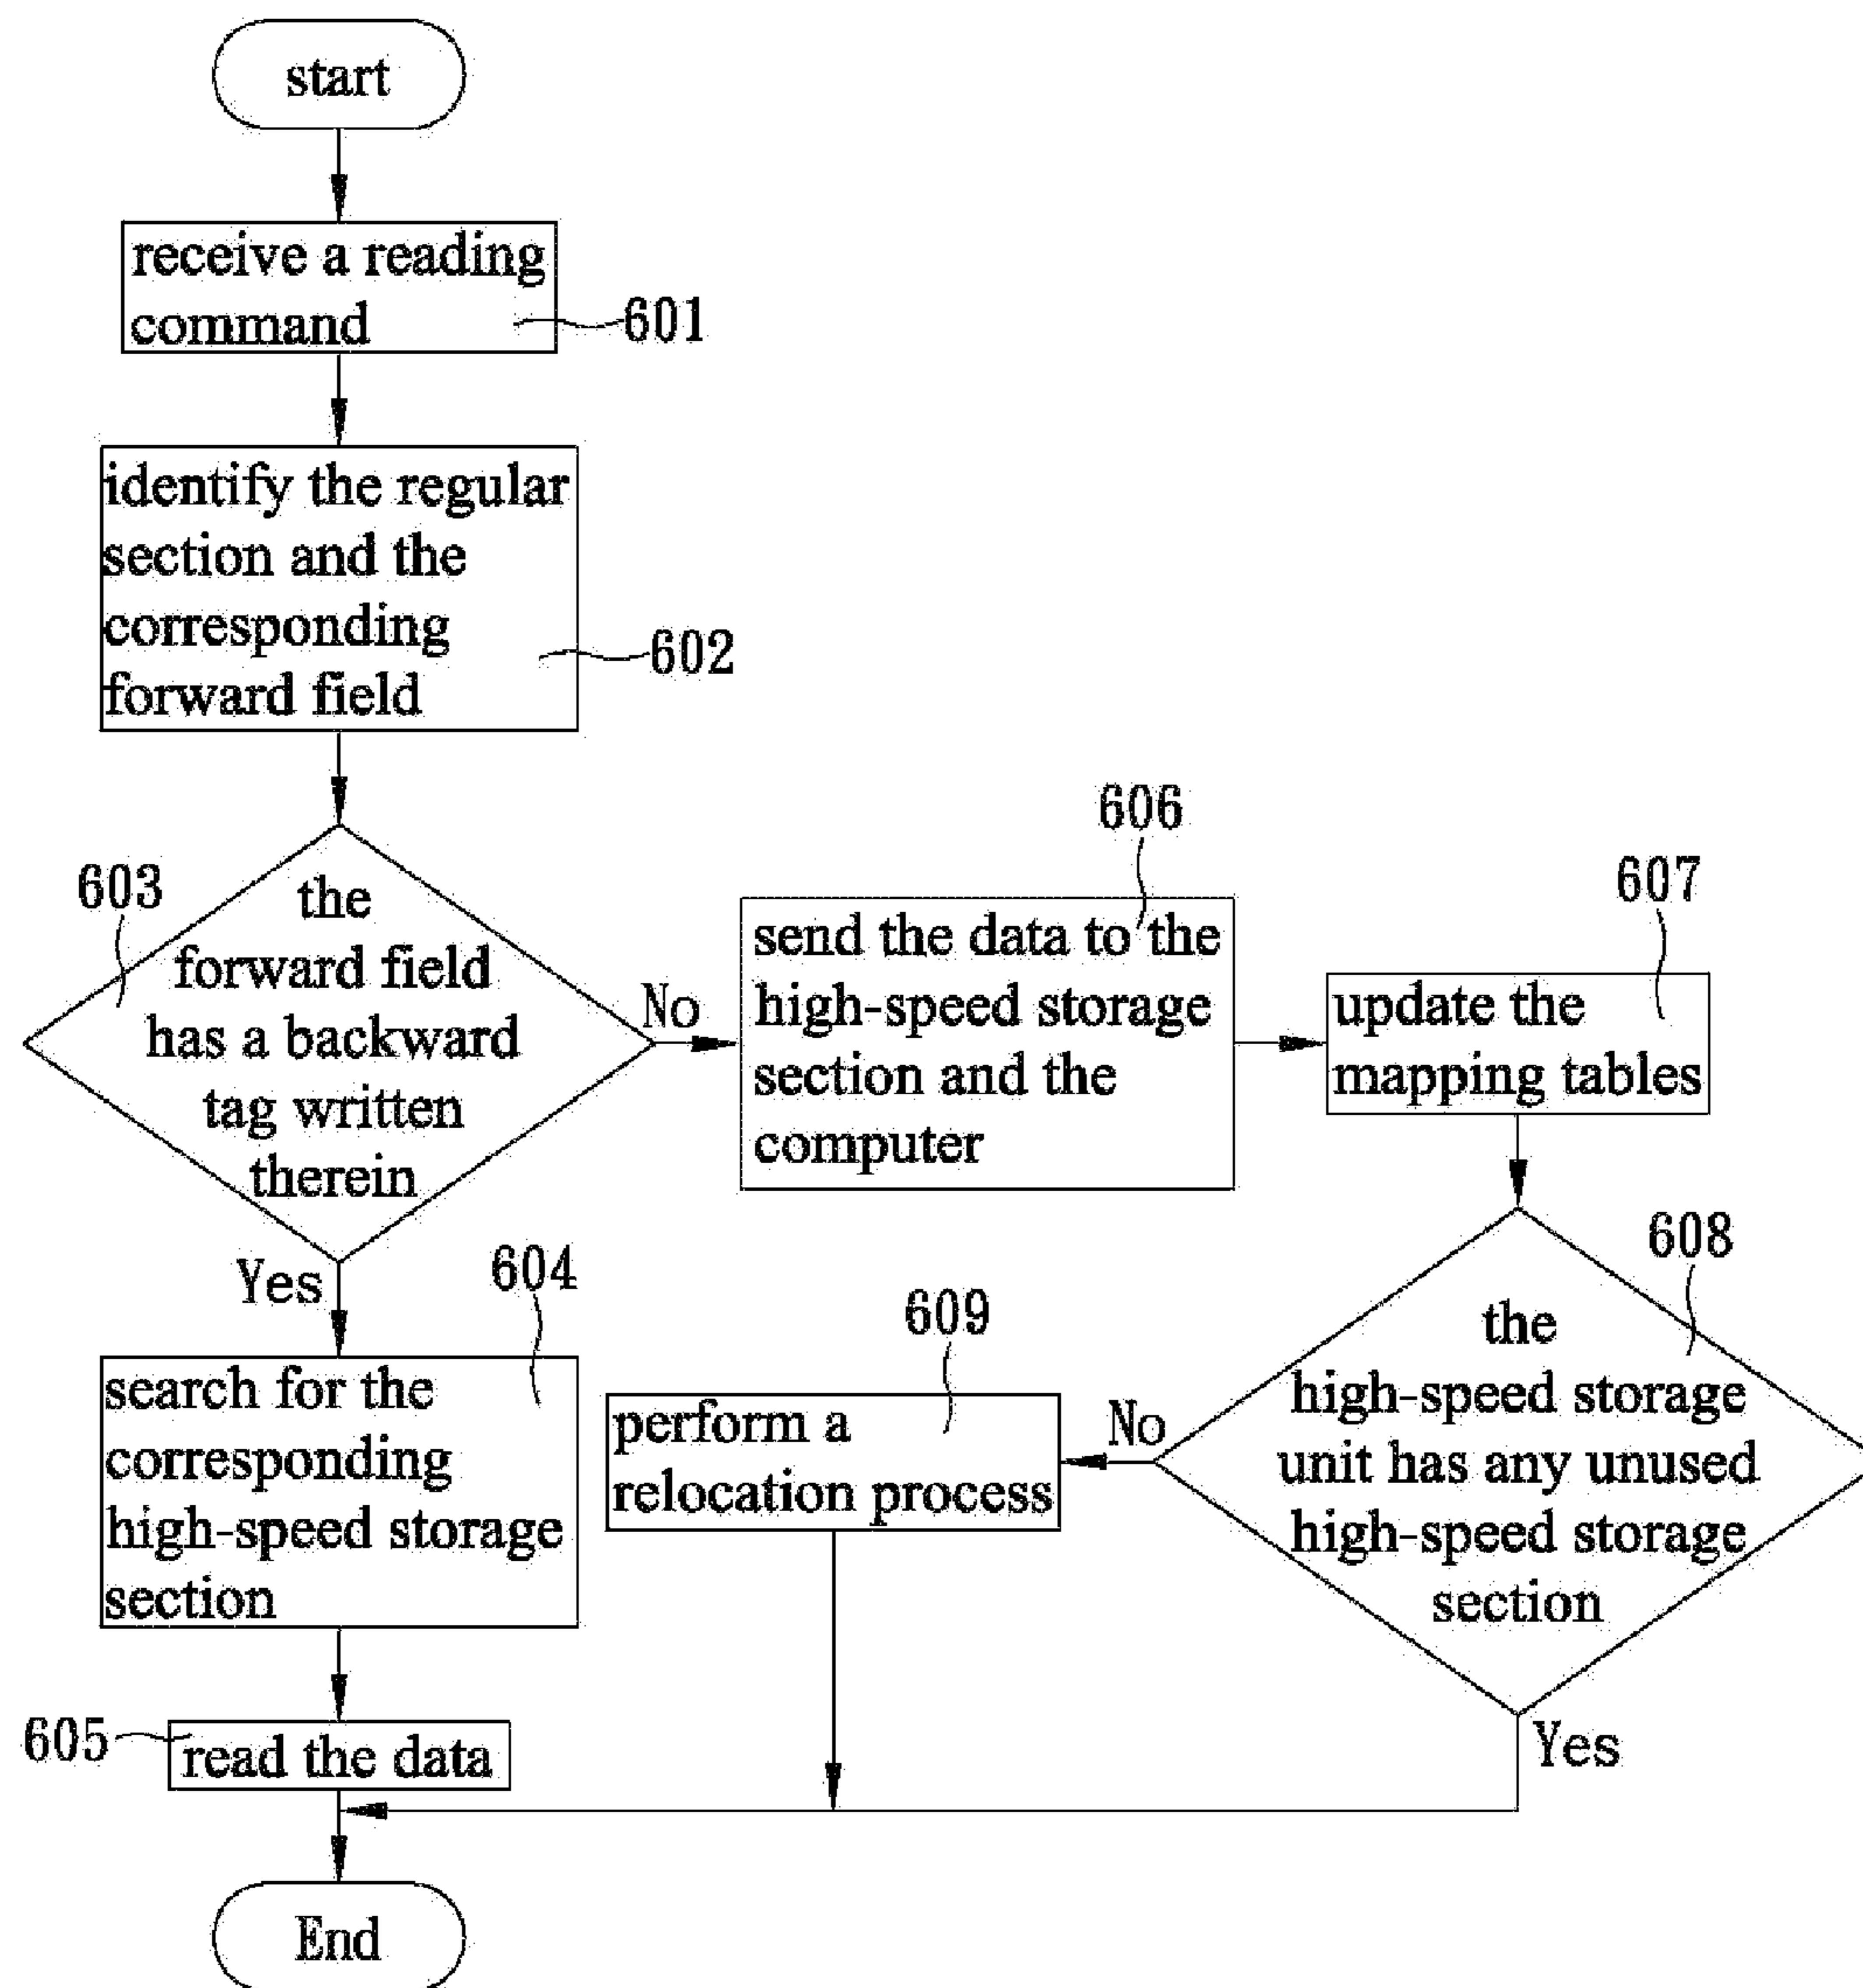 start
receive a reading
command
601
identify the regular
section and the
corresponding
forward field
602
603
the
forward field
has a backward
tag written
therein
No
Yes
606
send the data to the
high-speed storage
section and the
computer
607
update the
mapping tables
604
search for the
corresponding
high-speed storage
section
609
perform a
relocation process
No
608
the
high-speed storage
unit has any unused
high-speed storage
section
Yes
605
read the data
End